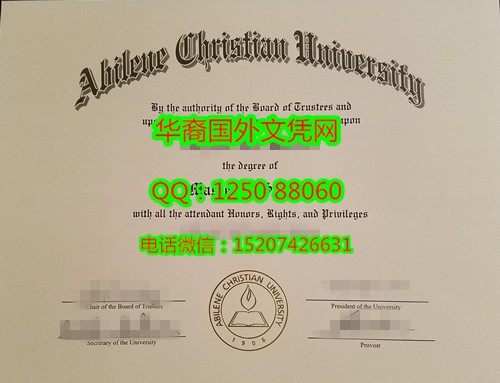 Abilene Christian University
By the authority of the Board of Trustees and
upon
华裔国外文凭网
the degree of
QQ：1250 88060
with all the attendant Honors, Rights, and Privileges
电话微信：15207426631
Chair of the Board of Trustees
President of the University
Secretary of the University
Provost
ABILENE CHRISTIAN UNIVERSITY
1906